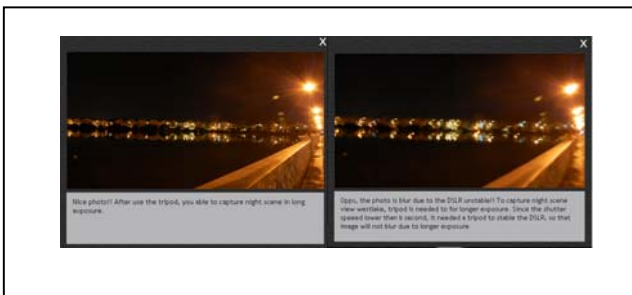 X
Nice photo!! After use the tripod, you able to capture night scene in long
exposure.
X
Opps, the photo is blur due to the DSLR unstable!! To capture night scene
view westlake, tripod is needed to for longer exposure. Since the shutter
speeed lower then 6 second, it needed a tripod to stable the DSLR, so that
image will not blur due to longer exposure